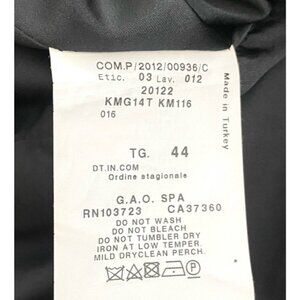 COM.P/2012/00936/C
Etic. 03 Lav. 012
20122
KMG14T KM116
016
TG. 44
DT.IN.COM
Ordine stagionale
G.A.O. SPA
RN103723 CA37360
DO NOT WASH
DO NOT BLEACH
DO NOT TUMBLER DRY
IRON AT LOW TEMPER.
MILD DRYCLEAN PERCH.
Made in Turkey